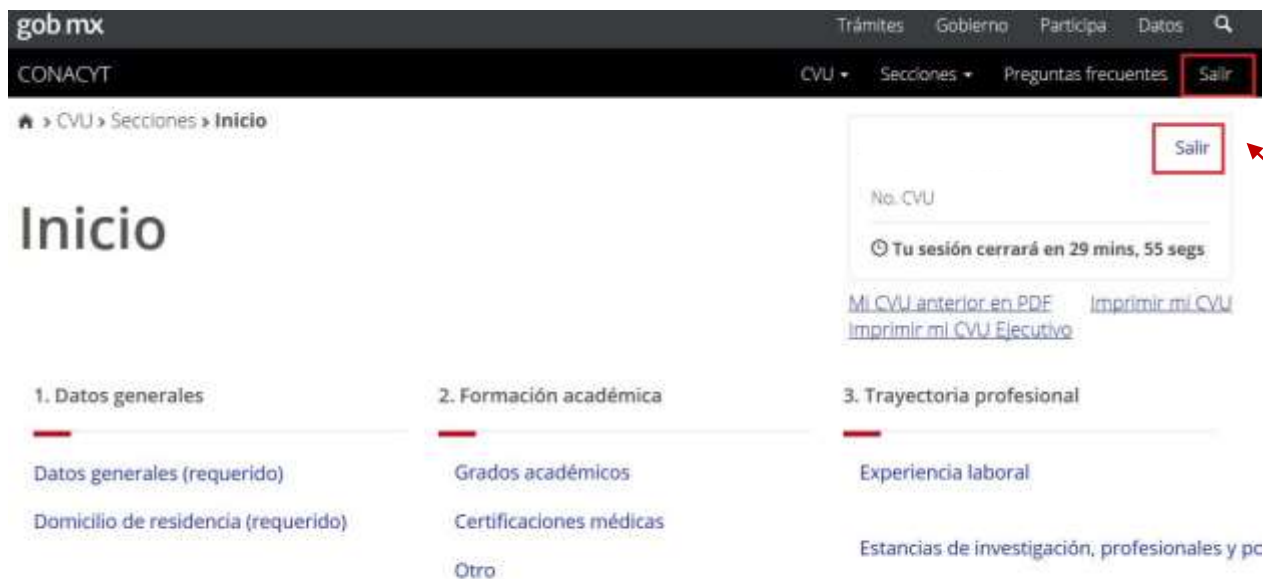 gob mx Trámites Gobierno Participa Datos
CONACYT CVU Secciones Preguntas frecuentes Salir
> CVU > Secciones > Inicio
Salir
No. CVU
Inicio
Tu sesión cerrará en 29 mins, 55 segs
Mi CVU anterior en PDF Imprimir mi CVU
Imprimir mi CVU Ejecutivo
1. Datos generales 2. Formación académica 3. Trayectoria profesional
Datos generales (requerido) Grados académicos Experiencia laboral
Domicilio de residencia (requerido) Certificaciones médicas
Estancias de investigación, profesionales y po
Otro